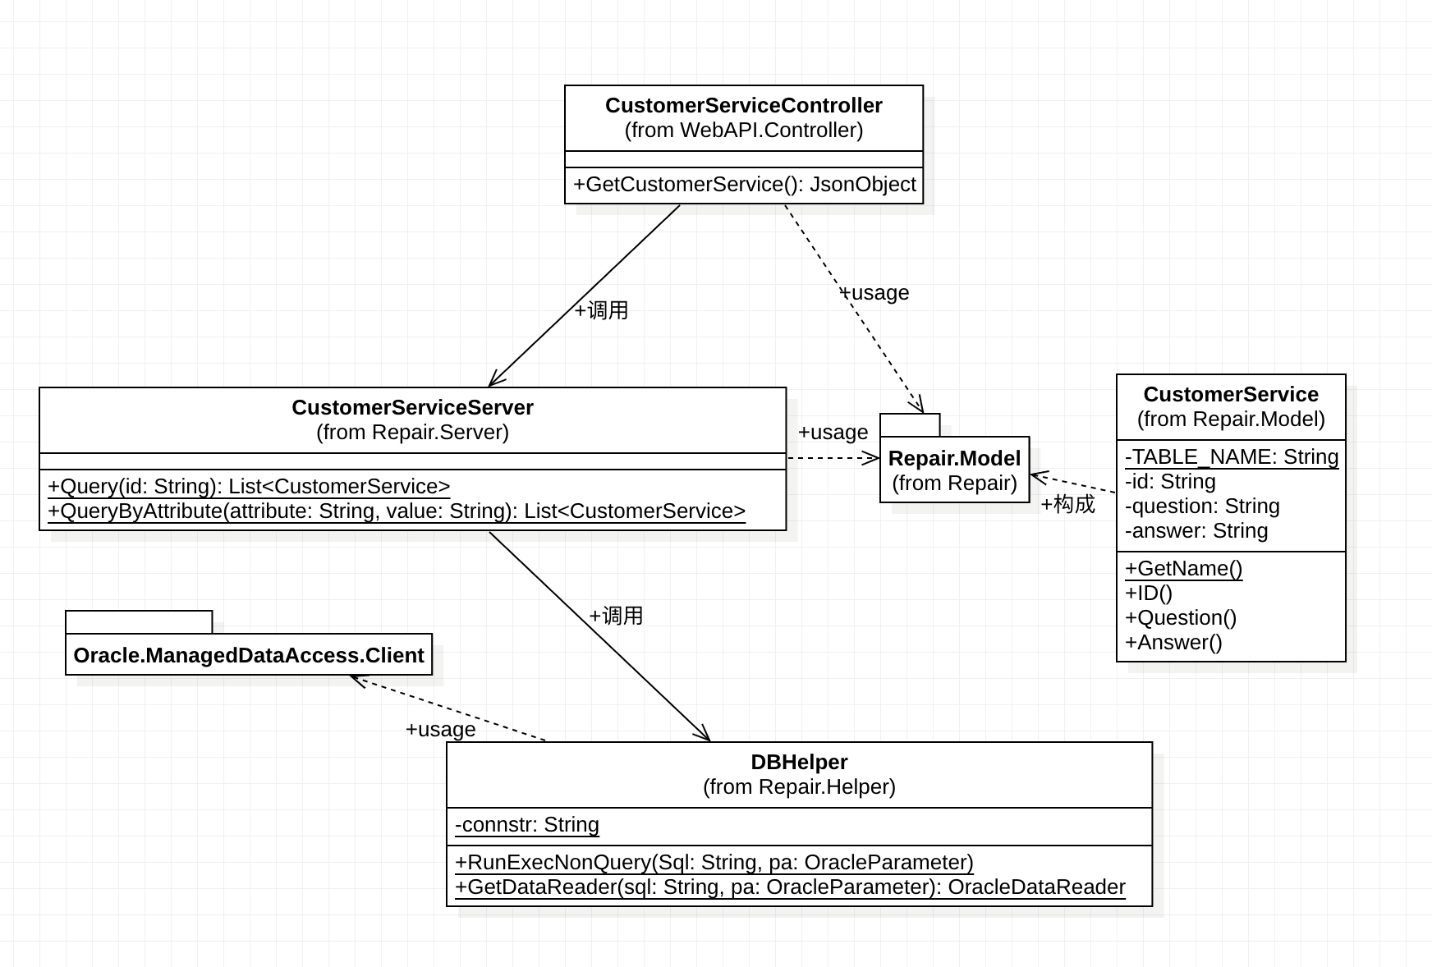 CustomerServiceController
(from WebAPI.Controller)
+GetCustomerService(): JsonObject
+usage
+调用
CustomerServiceServer
(from Repair.Server)
+Query(id: String): List<CustomerService>
+QueryByAttribute(attribute: String, value: String): List<CustomerService>
+usage
Repair.Model
(from Repair)
+构成
CustomerService
(from Repair.Model)
-TABLE_NAME: String
-id: String
-question: String
-answer: String
+GetName()
+ID()
+Question()
+Answer()
+调用
Oracle.ManagedDataAccess.Client
+usage
DBHelper
(from Repair.Helper)
-connstr: String
+RunExecNonQuery(Sql: String, pa: OracleParameter)
+GetDataReader(sql: String, pa: OracleParameter): OracleDataReader